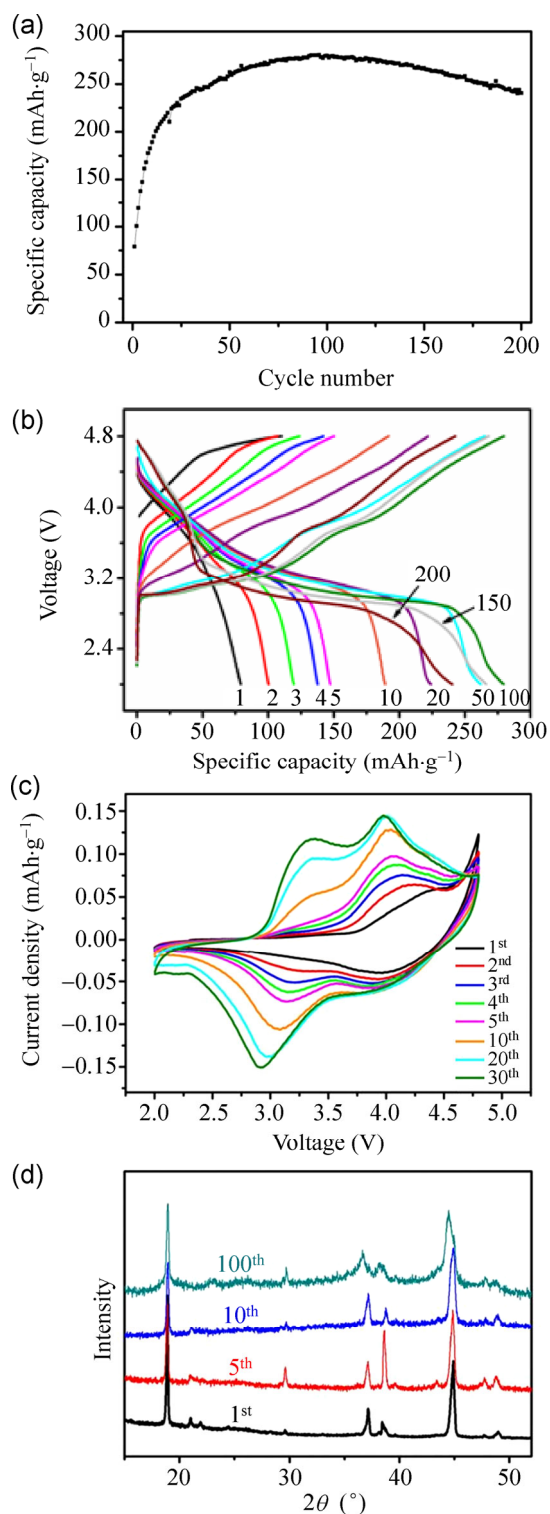 (a)
300
250
200
150
100
50
0
Specific capacity (mAh·g⁻¹)
0 50 100 150 200
Cycle number
(b)
4.8
4.0
3.2
2.4
Voltage (V)
200
150
1 2 3 4 5 10 20 50 100
0 50 100 150 200 250 300
Specific capacity (mAh·g⁻¹)
(c)
0.15
0.10
0.05
0.00
−0.05
−0.10
−0.15
Current density (mAh·g⁻¹)
1ˢᵗ
2ⁿᵈ
3ʳᵈ
4ᵗʰ
5ᵗʰ
10ᵗʰ
20ᵗʰ
30ᵗʰ
2.0 2.5 3.0 3.5 4.0 4.5 5.0
Voltage (V)
(d)
Intensity
100ᵗʰ
10ᵗʰ
5ᵗʰ
1ˢᵗ
20 30 40 50
2θ (°)